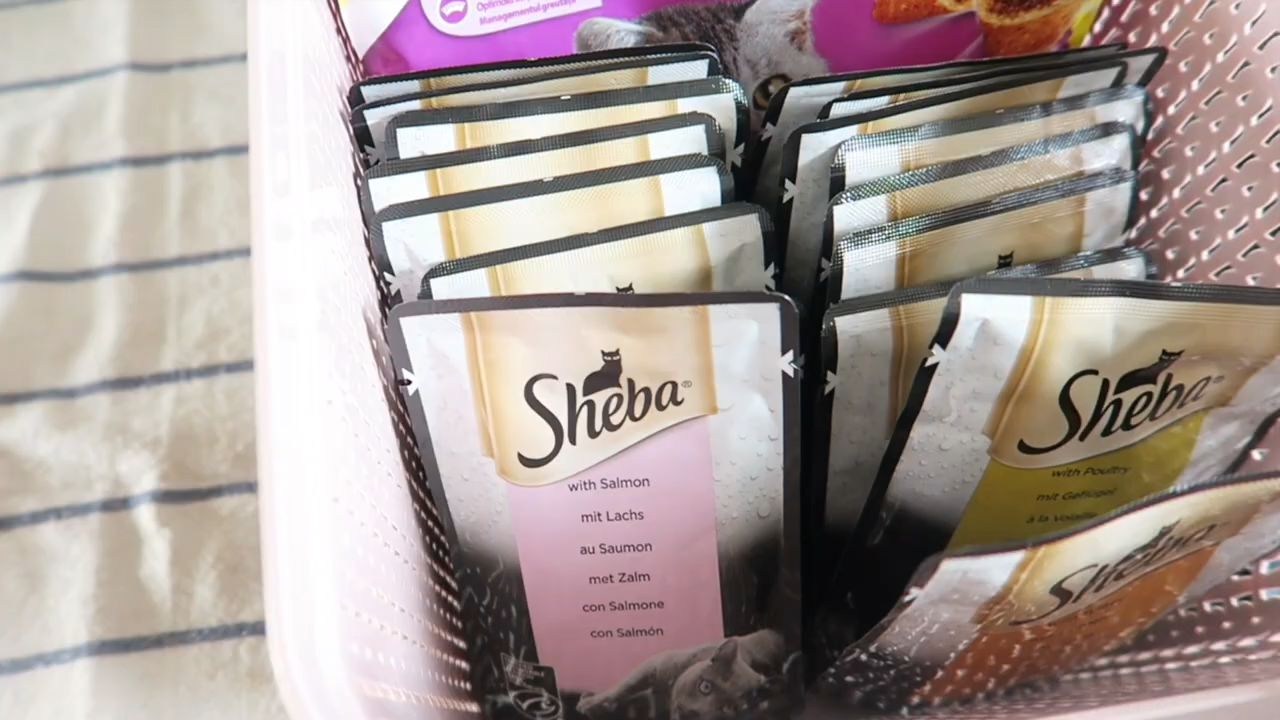 Managementul greutății
Sheba®
with Salmon
mit Lachs
au Saumon
met Zalm
con Salmone
con Salmón
Sheba®
with Poultry
mit Geflügel
à la Volaille
Sheba